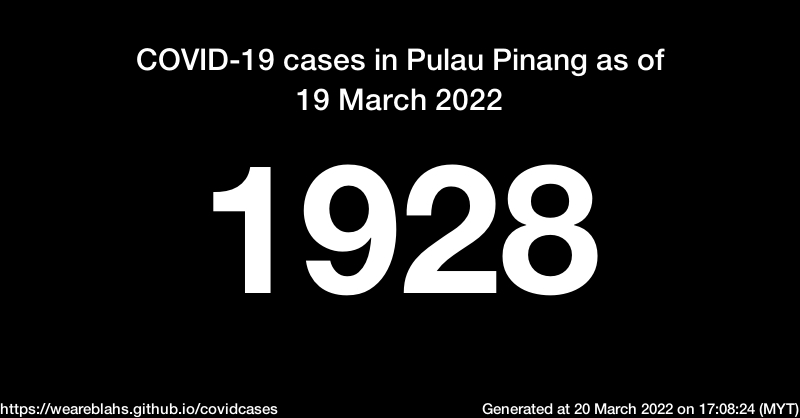 COVID-19 cases in Pulau Pinang as of
19 March 2022
1928
https://weareblahs.github.io/covidcases
Generated at 20 March 2022 on 17:08:24 (MYT)